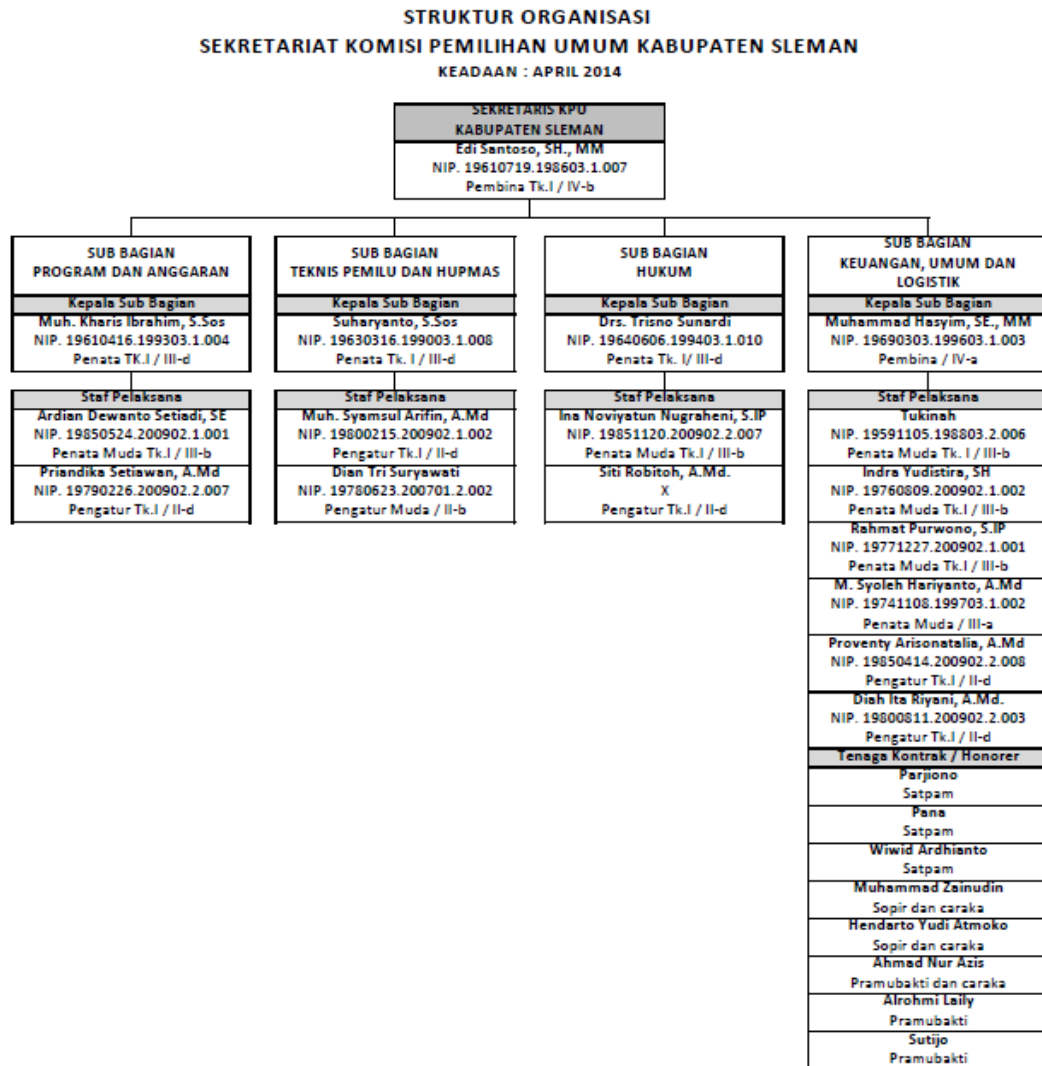 STRUKTUR ORGANISASI
SEKRETARIAT KOMISI PEMILIHAN UMUM KABUPATEN SLEMAN
KEADAAN : APRIL 2014
SEKRETARIS KPU
KABUPATEN SLEMAN
Edi Santoso, SH., MM
NIP. 19610719.198603.1.007
Pembina Tk.I / IV-b
SUB BAGIAN
PROGRAM DAN ANGGARAN
Kepala Sub Bagian
Muh. Kharis Ibrahim, S.Sos
NIP. 19610416.199303.1.004
Penata TK.I / III-d
Staf Pelaksana
Ardian Dewanto Setiadi, SE
NIP. 19850524.200902.1.001
Penata Muda Tk.I / III-b
Priandika Setiawan, A.Md
NIP. 19790226.200902.2.007
Pengatur Tk.I / II-d
SUB BAGIAN
TEKNIS PEMILU DAN HUPMAS
Kepala Sub Bagian
Suharyanto, S.Sos
NIP. 19630316.199003.1.008
Penata Tk. I / III-d
Staf Pelaksana
Muh. Syamsul Arifin, A.Md
NIP. 19800215.200902.1.002
Pengatur Tk.I / II-d
Dian Tri Suryawati
NIP. 19780623.200701.2.002
Pengatur Muda / II-b
SUB BAGIAN
HUKUM
Kepala Sub Bagian
Drs. Trisno Sunardi
NIP. 19640606.199403.1.010
Penata Tk. I/ III-d
Staf Pelaksana
Ina Noviyatun Nugraheni, S.IP
NIP. 19851120.200902.2.007
Penata Muda Tk.I / III-b
Siti Robitoh, A.Md.
X
Pengatur Tk.I / II-d
SUB BAGIAN
KEUANGAN, UMUM DAN
LOGISTIK
Kepala Sub Bagian
Muhammad Hasyim, SE., MM
NIP. 19690303.199603.1.003
Pembina / IV-a
Staf Pelaksana
Tukinah
NIP. 19591105.198803.2.006
Penata Muda Tk. I / III-b
Indra Yudistira, SH
NIP. 19760809.200902.1.002
Penata Muda Tk.I / III-b
Rahmat Purwono, S.IP
NIP. 19771227.200902.1.001
Penata Muda Tk.I / III-b
M. Syoleh Hariyanto, A.Md
NIP. 19741108.199703.1.002
Penata Muda / III-a
Proventy Arisonatalia, A.Md
NIP. 19850414.200902.2.008
Pengatur Tk.I / II-d
Diah Ita Riyani, A.Md.
NIP. 19800811.200902.2.003
Pengatur Tk.I / II-d
Tenaga Kontrak / Honorer
Parjiono
Satpam
Pana
Satpam
Wiwid Ardhianto
Satpam
Muhammad Zainudin
Sopir dan caraka
Hendarto Yudi Atmoko
Sopir dan caraka
Ahmad Nur Azis
Pramubakti dan caraka
Alrohmi Laily
Pramubakti
Sutijo
Pramubakti